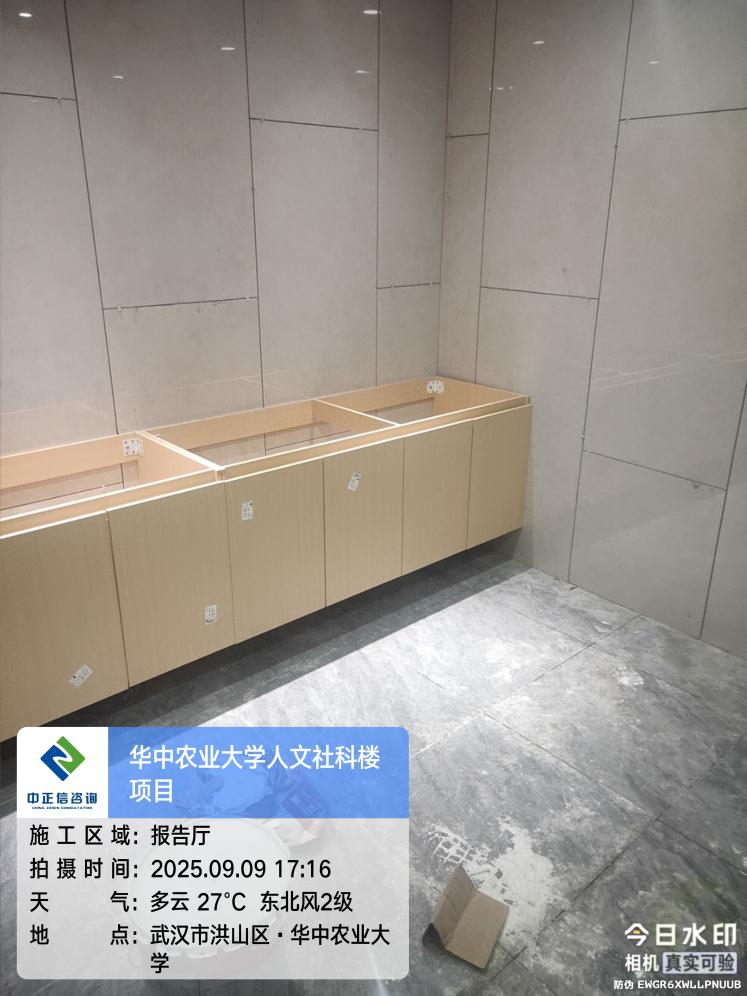 华中农业大学人文社科楼
项目
中正信咨询
施工区域：报告厅
拍摄时间：2025.09.09 17:16
天气：多云 27°C 东北风2级
地点：武汉市洪山区·华中农业大
学
今日水印
相机 真实可验
防伪 EWGR6XWLLPNUUB